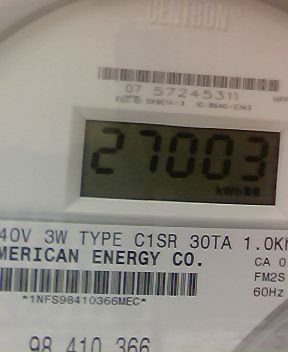 CENTRON®
07 57245311
27003
kWh
40V 3W TYPE C1SR 30TA 1.0Kh
MERICAN ENERGY CO.
CA 0
FM2S
*1NFS98410366MEC*
60Hz
98 410 366